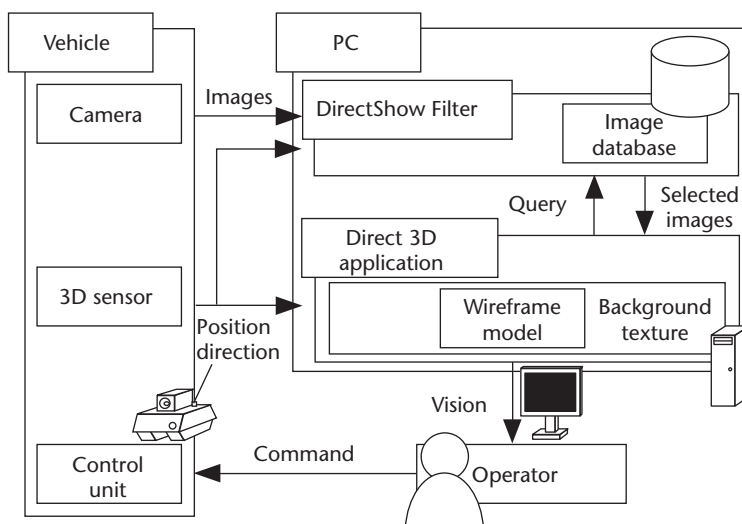 Vehicle
PC
Camera
Images
DirectShow Filter
Image
database
Query
Selected
images
Direct 3D
application
3D sensor
Wireframe
model
Background
texture
Position
direction
Vision
Control
unit
Command
Operator